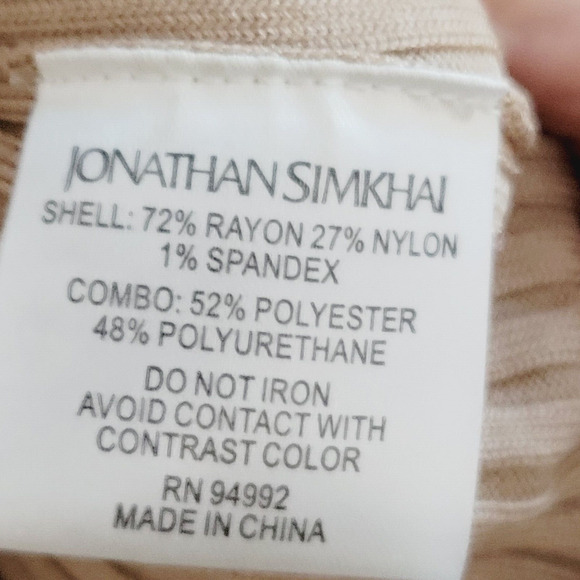 JONATHAN SIMKHAI
SHELL: 72% RAYON 27% NYLON
1% SPANDEX
COMBO: 52% POLYESTER
48% POLYURETHANE
DO NOT IRON
AVOID CONTACT WITH
CONTRAST COLOR
RN 94992
MADE IN CHINA